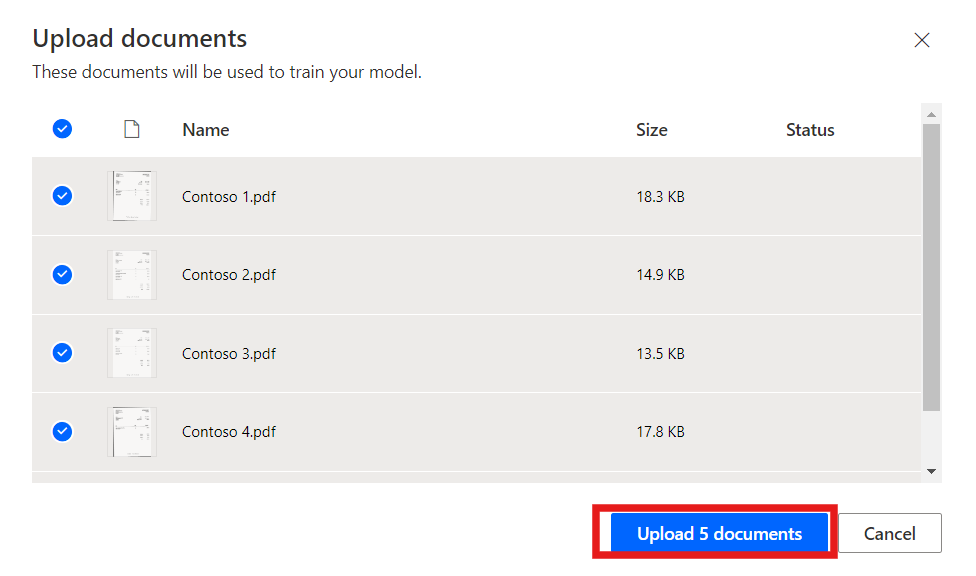 Upload documents
These documents will be used to train your model.
Name Size Status
Contoso 1.pdf 18.3 KB
Contoso 2.pdf 14.9 KB
Contoso 3.pdf 13.5 KB
Contoso 4.pdf 17.8 KB
Upload 5 documents Cancel